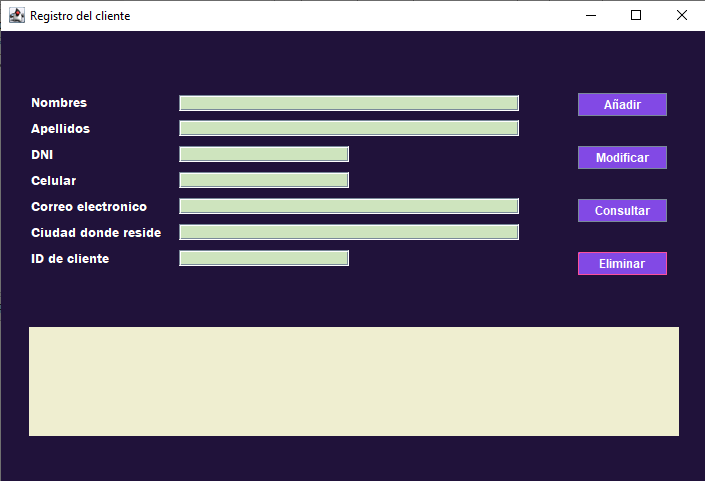 Registro del cliente
Nombres
Añadir
Apellidos
DNI
Modificar
Celular
Correo electronico
Consultar
Ciudad donde reside
ID de cliente
Eliminar